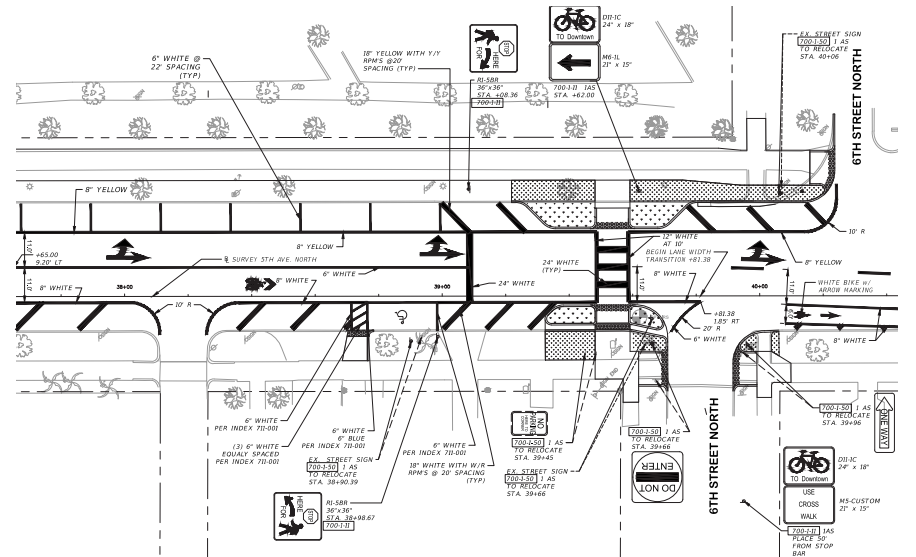 6" WHITE @
22' SPACING
(TYP)
18" YELLOW WITH Y/Y
RPM'S @20'
SPACING (TYP)
STOP
HERE
FOR
R1-5BR
36"x36"
STA. +08.36
700-1-11
TO Downtown
D11-1C
24" x 18"
M6-1L
21" x 15"
700-1-11 1AS
STA. +62.00
EX. STREET SIGN
700-1-50 1 AS
TO RELOCATE
STA. 40+06
6TH STREET NORTH
8" YELLOW
8" YELLOW
11.0'
+65.00
9.20' LT
SURVEY 5TH AVE. NORTH
6" WHITE
8" WHITE
8" WHITE
11.0'
38+00
39+00
24" WHITE
24" WHITE
(TYP)
12" WHITE
AT 10'
BEGIN LANE WIDTH
TRANSITION +81.38
8" WHITE
12.0'
11.0'
40+00
10' R
8" YELLOW
WHITE BIKE w/
ARROW MARKING
8" WHITE
10' R
+81.38
1.85' RT
20' R
6" WHITE
6" WHITE
PER INDEX 711-001
(3) 6" WHITE
EQUALY SPACED
PER INDEX 711-001
6" WHITE
6" BLUE
PER INDEX 711-001
EX. STREET SIGN
700-1-50 1 AS
TO RELOCATE
STA. 38+90.39
6" WHITE
PER INDEX 711-001
18" WHITE WITH W/R
RPM'S @ 20' SPACING
(TYP)
HERE
FOR
STOP
R1-5BR
36"x36"
STA. 38+98.67
700-1-11
NO
700-1-50 1 AS
TO RELOCATE
STA. 39+45
EX. STREET SIGN
700-1-50 1 AS
TO RELOCATE
STA. 39+66
700-1-50 1 AS
TO RELOCATE
STA. 39+66
DO NOT
ENTER
6TH STREET NORTH
700-1-50 1 AS
TO RELOCATE
STA. 39+96
ONE WAY
TO Downtown
D11-1C
24" x 18"
USE
CROSS
WALK
M5-CUSTOM
21" x 15"
700-1-11 1AS
PLACE 50'
FROM STOP
BAR